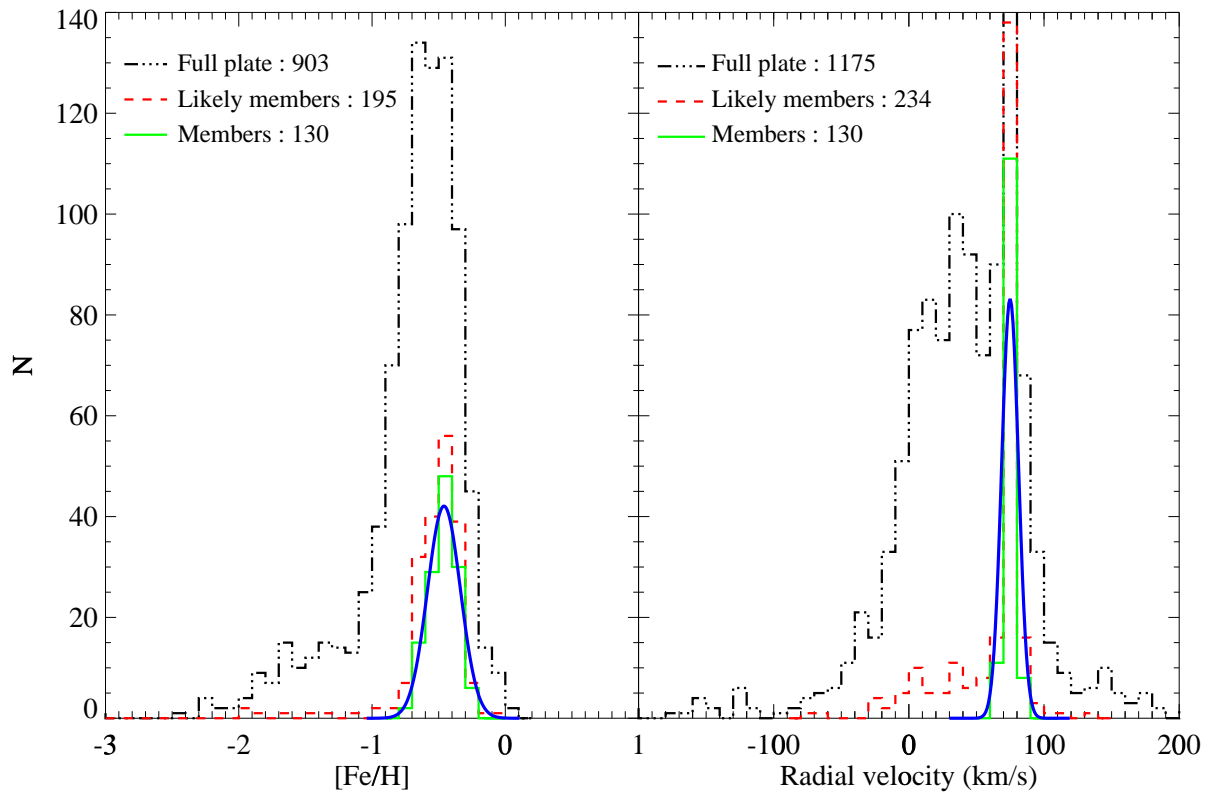 N
140
120
100
80
60
40
20
0
Full plate : 903
Likely members : 195
Members : 130
-3 -2 -1 0 1
[Fe/H]
Full plate : 1175
Likely members : 234
Members : 130
-100 0 100 200
Radial velocity (km/s)